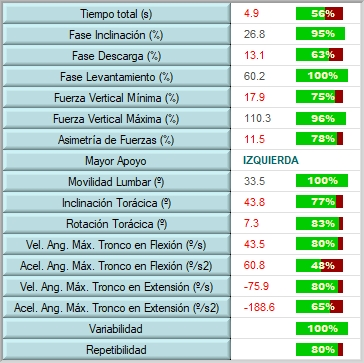 Tiempo total (s) 4.9 56%
Fase Inclinación (%) 26.8 95%
Fase Descarga (%) 13.1 63%
Fase Levantamiento (%) 60.2 100%
Fuerza Vertical Mínima (%) 17.9 75%
Fuerza Vertical Máxima (%) 110.3 96%
Asimetría de Fuerzas (%) 11.5 78%
Mayor Apoyo IZQUIERDA
Movilidad Lumbar (º) 33.5 100%
Inclinación Torácica (º) 43.8 77%
Rotación Torácica (º) 7.3 83%
Vel. Ang. Máx. Tronco en Flexión (º/s) 43.5 80%
Acel. Ang. Máx. Tronco en Flexión (º/s2) 60.8 48%
Vel. Ang. Máx. Tronco en Extensión (º/s) -75.9 80%
Acel. Ang. Máx. Tronco en Extensión (º/s2) -188.6 65%
Variabilidad 100%
Repetibilidad 80%